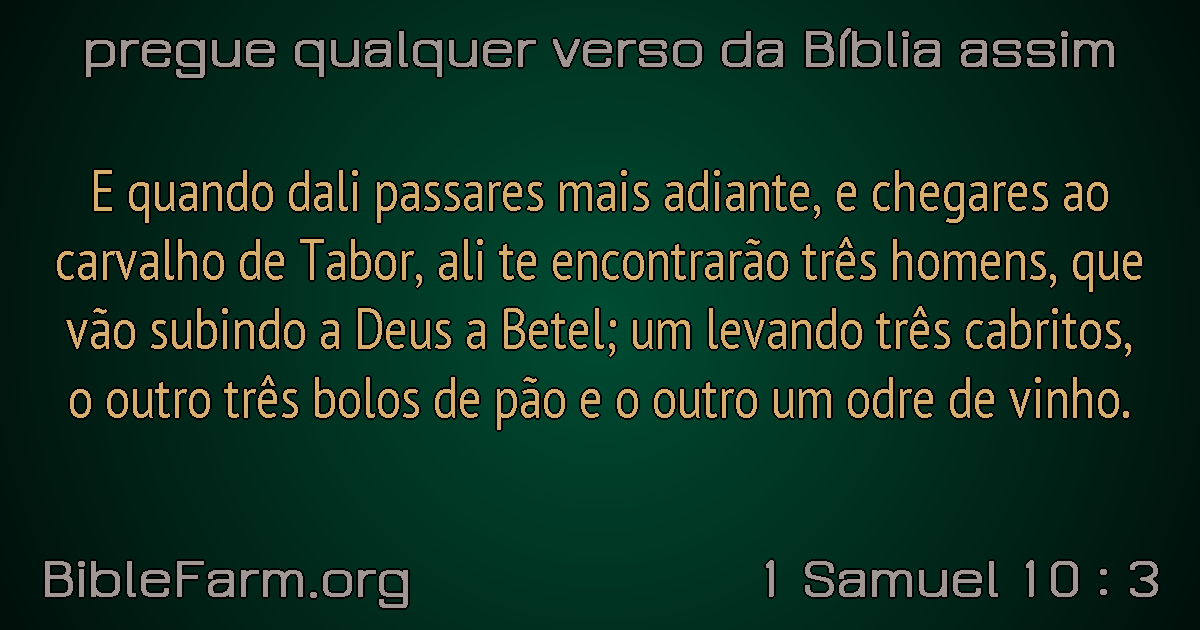 pregue qualquer verso da Bíblia assim
E quando dali passares mais adiante, e chegares ao
carvalho de Tabor, ali te encontrarão três homens, que
vão subindo a Deus a Betel; um levando três cabritos,
o outro três bolos de pão e o outro um odre de vinho.
BibleFarm.org
1 Samuel 10 : 3